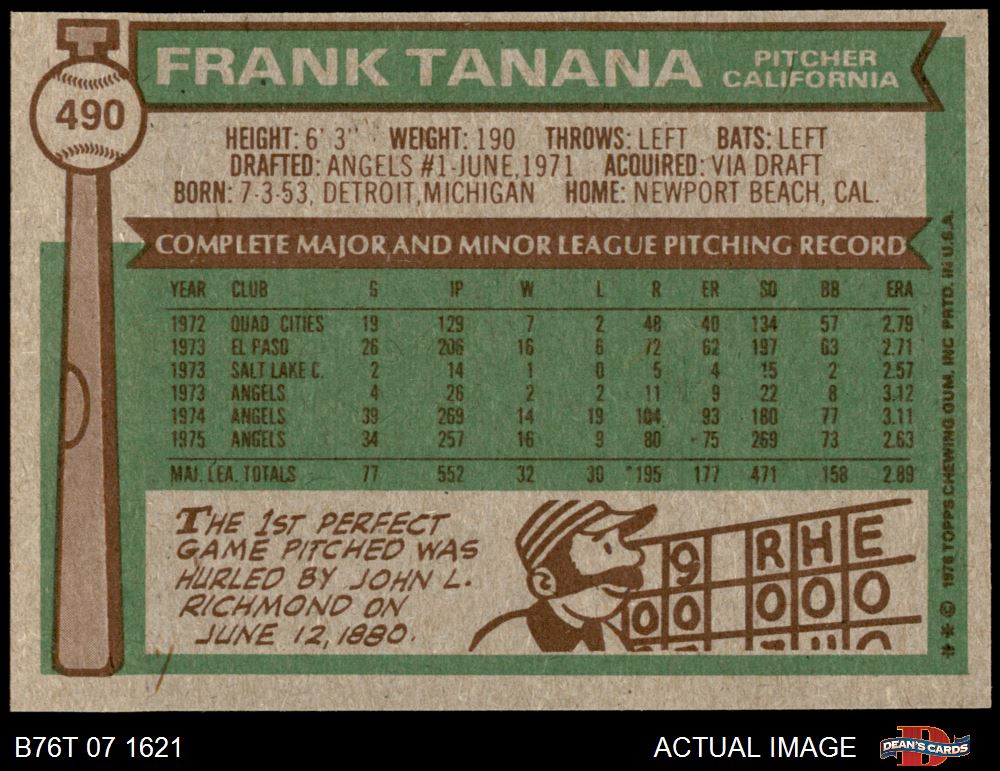 490
FRANK TANANA
PITCHER
CALIFORNIA
HEIGHT: 6' 3" WEIGHT: 190 THROWS: LEFT BATS: LEFT
DRAFTED: ANGELS #1-JUNE, 1971 ACQUIRED: VIA DRAFT
BORN: 7-3-53, DETROIT, MICHIGAN HOME: NEWPORT BEACH, CAL.
COMPLETE MAJOR AND MINOR LEAGUE PITCHING RECORD
YEAR CLUB G IP W L R ER SO BB ERA
1972 QUAD CITIES 19 129 7 2 48 40 134 57 2.79
1973 EL PASO 26 206 16 6 72 62 197 63 2.71
1973 SALT LAKE C. 2 14 1 0 5 4 15 2 2.57
1973 ANGELS 4 26 2 2 11 9 22 8 3.12
1974 ANGELS 39 269 14 19 104 93 180 77 3.11
1975 ANGELS 34 257 16 9 80 75 269 73 2.63
MAJ. LEA. TOTALS 77 552 32 30 195 177 471 158 2.89
THE 1ST PERFECT
GAME PITCHED WAS
HURLED BY JOHN L.
RICHMOND ON
JUNE 12, 1880.
9 R H E
0 0 0 0 0
** © 1976 TOPPS CHEWING GUM, INC PRTD. IN U.S.A.
B76T 07 1621
ACTUAL IMAGE
D
DEAN'S CARDS